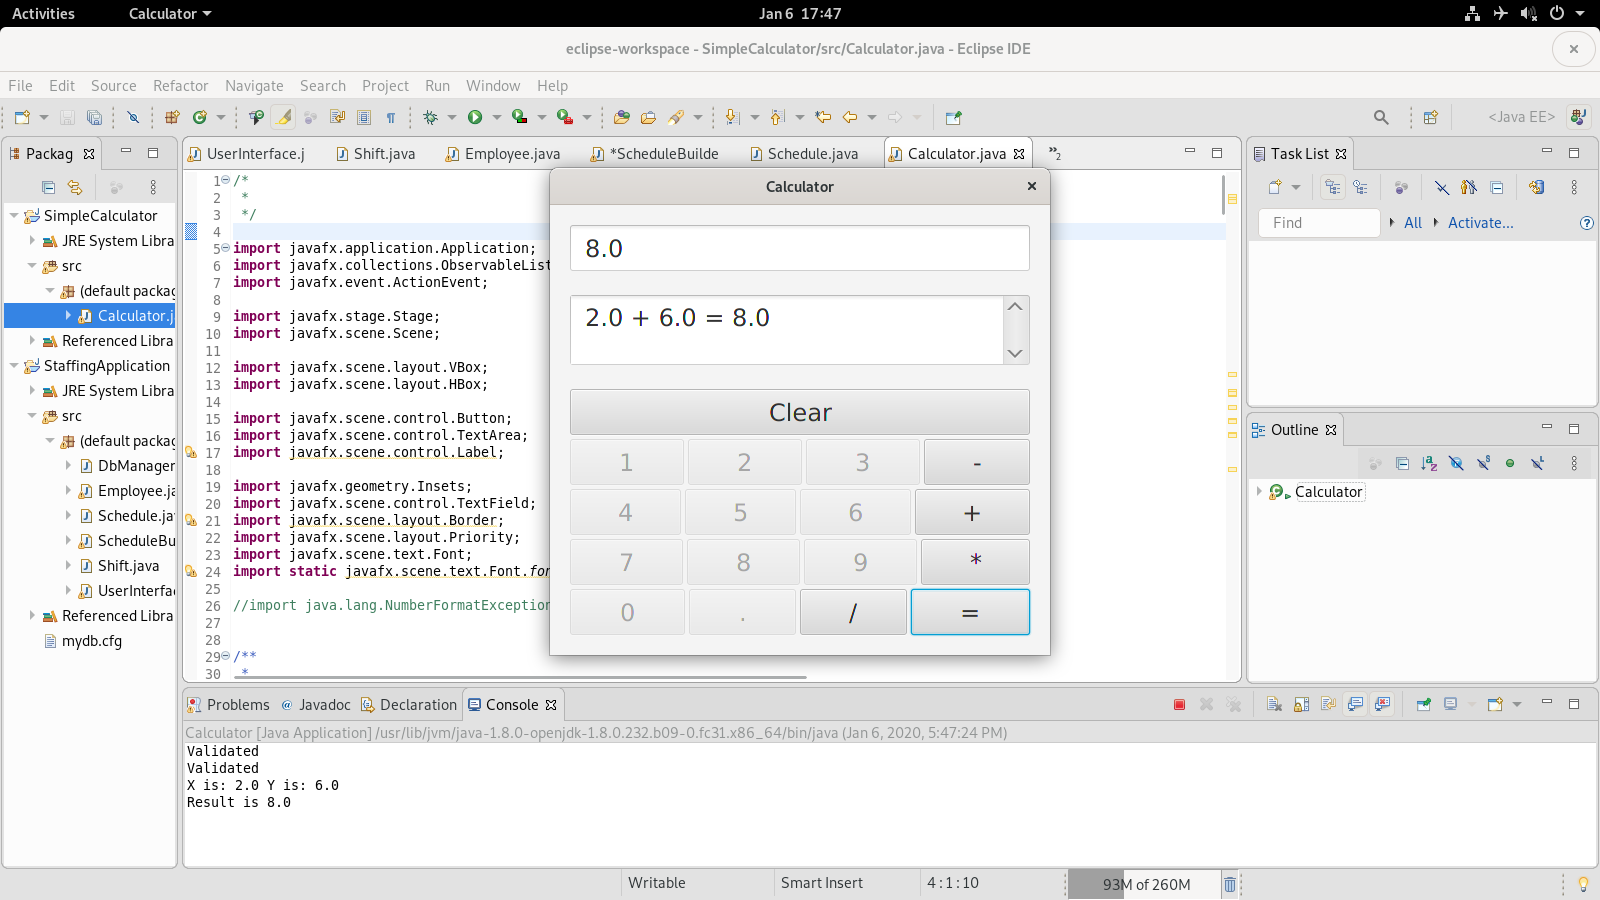 Activities
Calculator
Jan 6 17:47
eclipse-workspace - SimpleCalculator/src/Calculator.java - Eclipse IDE
File Edit Source Refactor Navigate Search Project Run Window Help
<Java EE>
Packag
SimpleCalculator
JRE System Libra
src
(default packag
Calculator.j
Referenced Libra
StaffingApplication
JRE System Libra
src
(default packag
DbManager
Employee.ja
Schedule.jav
ScheduleBu
Shift.java
UserInterfac
Referenced Libra
mydb.cfg
UserInterface.j Shift.java Employee.java *ScheduleBuilde Schedule.java Calculator.java »2
1 /*
2 *
3 */
4
5 import javafx.application.Application;
6 import javafx.collections.ObservableList
7 import javafx.event.ActionEvent;
8
9 import javafx.stage.Stage;
10 import javafx.scene.Scene;
11
12 import javafx.scene.layout.VBox;
13 import javafx.scene.layout.HBox;
14
15 import javafx.scene.control.Button;
16 import javafx.scene.control.TextArea;
17 import javafx.scene.control.Label;
18
19 import javafx.geometry.Insets;
20 import javafx.scene.control.TextField;
21 import javafx.scene.layout.Border;
22 import javafx.scene.layout.Priority;
23 import javafx.scene.text.Font;
24 import static javafx.scene.text.Font.fon
25
26 //import java.lang.NumberFormatException
27
28
29 /**
30 *
Calculator
8.0
2.0 + 6.0 = 8.0
Clear
1 2 3 -
4 5 6 +
7 8 9 *
0 . / =
Task List
Find
All
Activate...
Outline
Calculator
Problems
Javadoc
Declaration
Console
Calculator [Java Application] /usr/lib/jvm/java-1.8.0-openjdk-1.8.0.232.b09-0.fc31.x86_64/bin/java (Jan 6, 2020, 5:47:24 PM)
Validated
Validated
X is: 2.0 Y is: 6.0
Result is 8.0
Writable
Smart Insert
4 : 1 : 10
93M of 260M